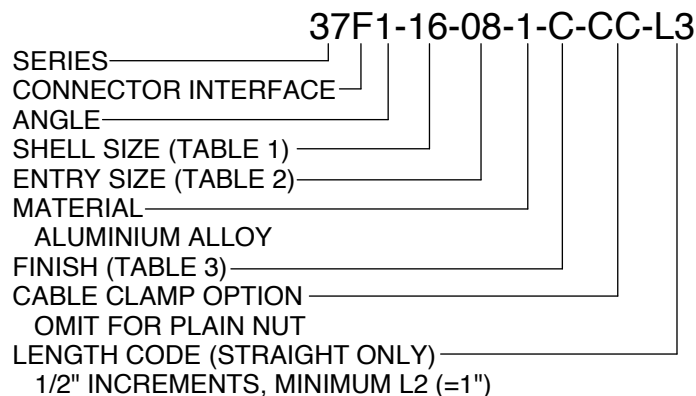 37F1-16-08-1-C-CC-L3
SERIES
CONNECTOR INTERFACE
ANGLE
SHELL SIZE (TABLE 1)
ENTRY SIZE (TABLE 2)
MATERIAL
ALUMINIUM ALLOY
FINISH (TABLE 3)
CABLE CLAMP OPTION
OMIT FOR PLAIN NUT
LENGTH CODE (STRAIGHT ONLY)
1/2" INCREMENTS, MINIMUM L2 (=1")